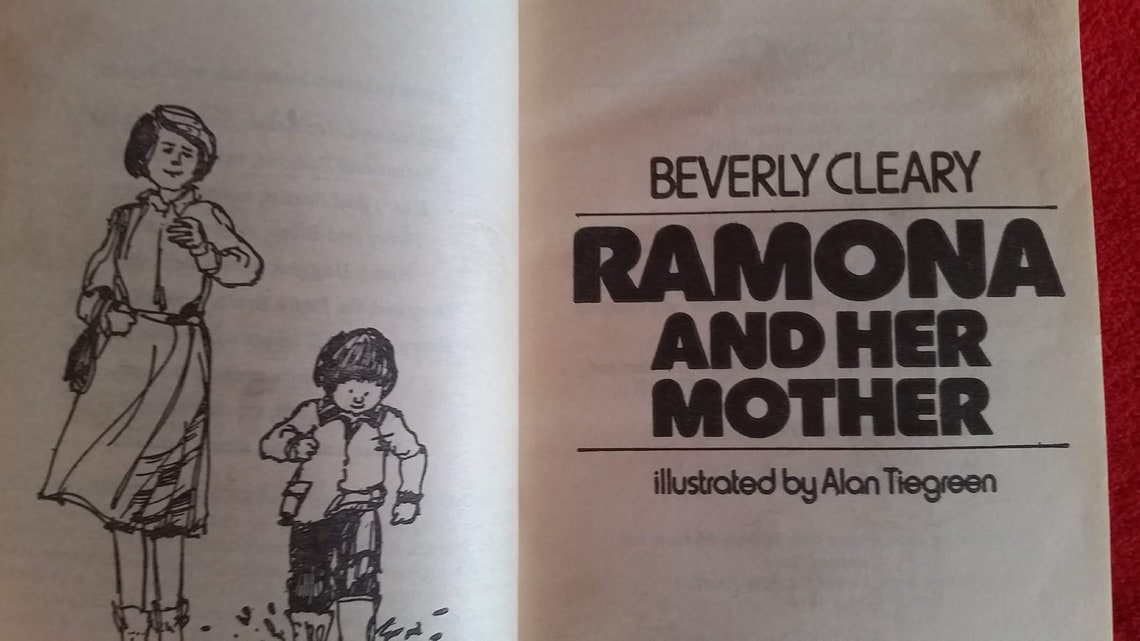 BEVERLY CLEARY
RAMONA
AND HER
MOTHER
illustrated by Alan Tiegreen